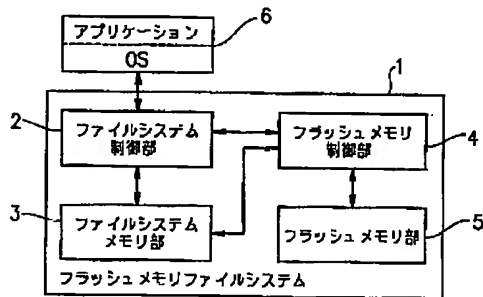 アプリケーション
OS
6
1
2
ファイルシステム
制御部
フラッシュメモリ
制御部
4
3
ファイルシステム
メモリ部
フラッシュメモリ部
5
フラッシュメモリファイルシステム